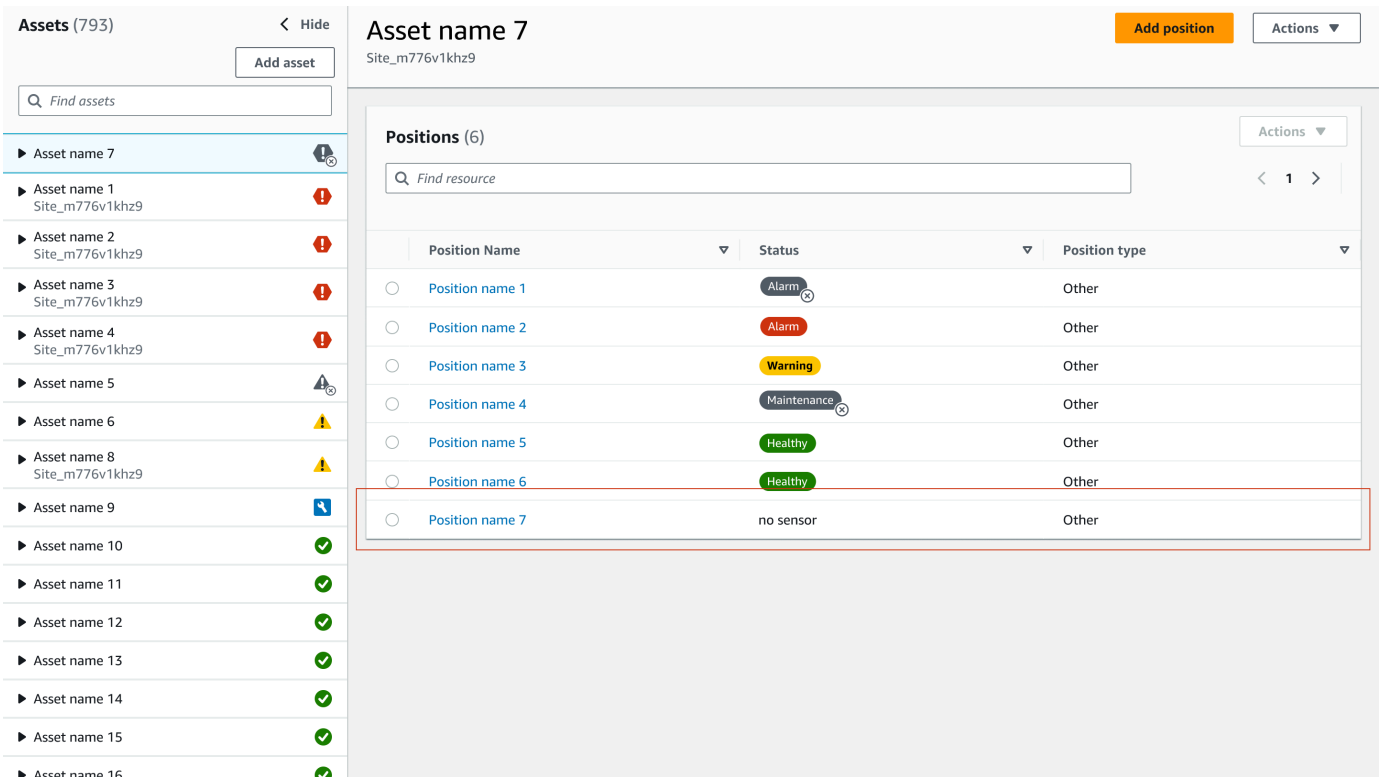 Assets (793)
Hide
Add asset
Find assets
Asset name 7
Asset name 1
Site_m776v1khz9
Asset name 2
Site_m776v1khz9
Asset name 3
Site_m776v1khz9
Asset name 4
Site_m776v1khz9
Asset name 5
Asset name 6
Asset name 8
Site_m776v1khz9
Asset name 9
Asset name 10
Asset name 11
Asset name 12
Asset name 13
Asset name 14
Asset name 15
Asset name 16
Asset name 7
Site_m776v1khz9
Add position
Actions
Positions (6)
Actions
Find resource
1
Position Name Status Position type
Position name 1 Alarm Other
Position name 2 Alarm Other
Position name 3 Warning Other
Position name 4 Maintenance Other
Position name 5 Healthy Other
Position name 6 Healthy Other
Position name 7 no sensor Other